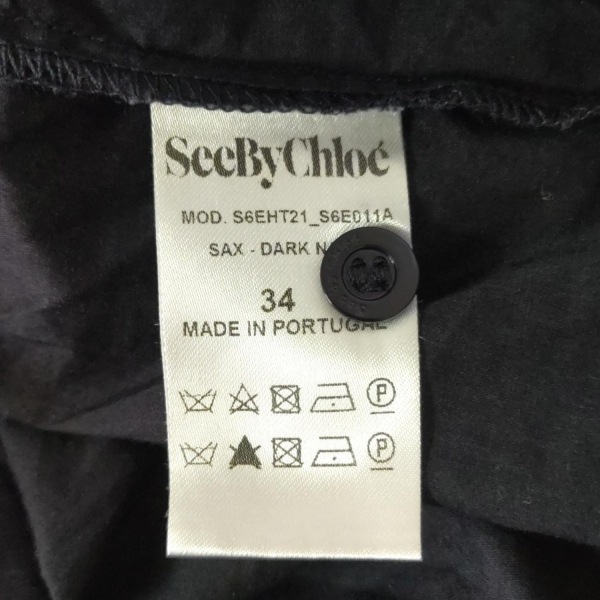 SeeByChloé
MOD. S6EHT21_S6E011A
SAX - DARK
34
MADE IN PORTUGAL
P
P